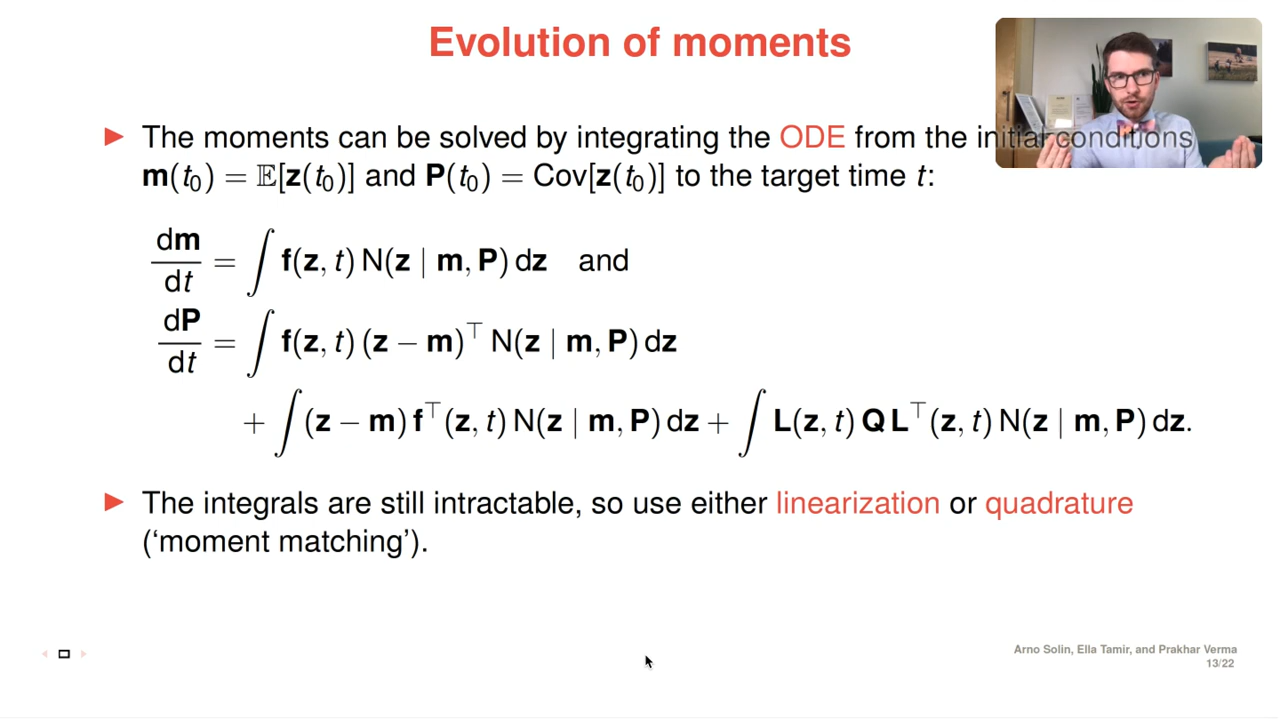 Evolution of moments
▶ The moments can be solved by integrating the ODE from the initial conditions
m(t₀) = 𝔼[z(t₀)] and P(t₀) = Cov[z(t₀)] to the target time t:
dm/dt = ∫ f(z, t) N(z | m, P) dz and
dP/dt = ∫ f(z, t) (z − m)⊤ N(z | m, P) dz
+ ∫ (z − m) f⊤(z, t) N(z | m, P) dz + ∫ L(z, t) Q L⊤(z, t) N(z | m, P) dz.
▶ The integrals are still intractable, so use either linearization or quadrature
(‘moment matching’).
Arno Solin, Ella Tamir, and Prakhar Verma
13/22